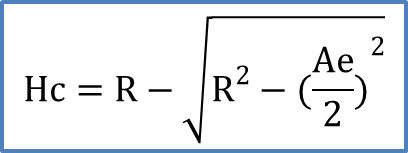 Hc = R − √(R² − (Ae/2)²)